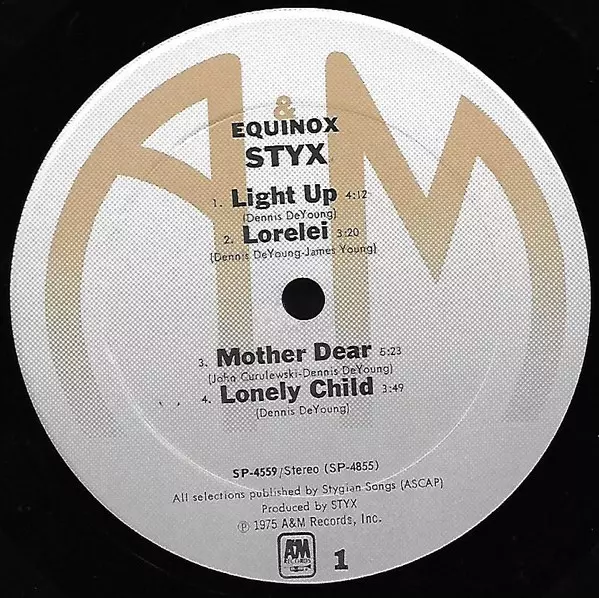 A&M
EQUINOX
STYX
1. Light Up 4:12
(Dennis DeYoung)
2. Lorelei 3:20
(Dennis DeYoung-James Young)
3. Mother Dear 5:23
(John Curulewski-Dennis DeYoung)
4. Lonely Child 3:49
(Dennis DeYoung)
SP-4559/Stereo (SP-4855)
All selections published by Stygian Songs (ASCAP)
Produced by STYX
℗ 1975 A&M Records, Inc.
A&M
RECORDS
1